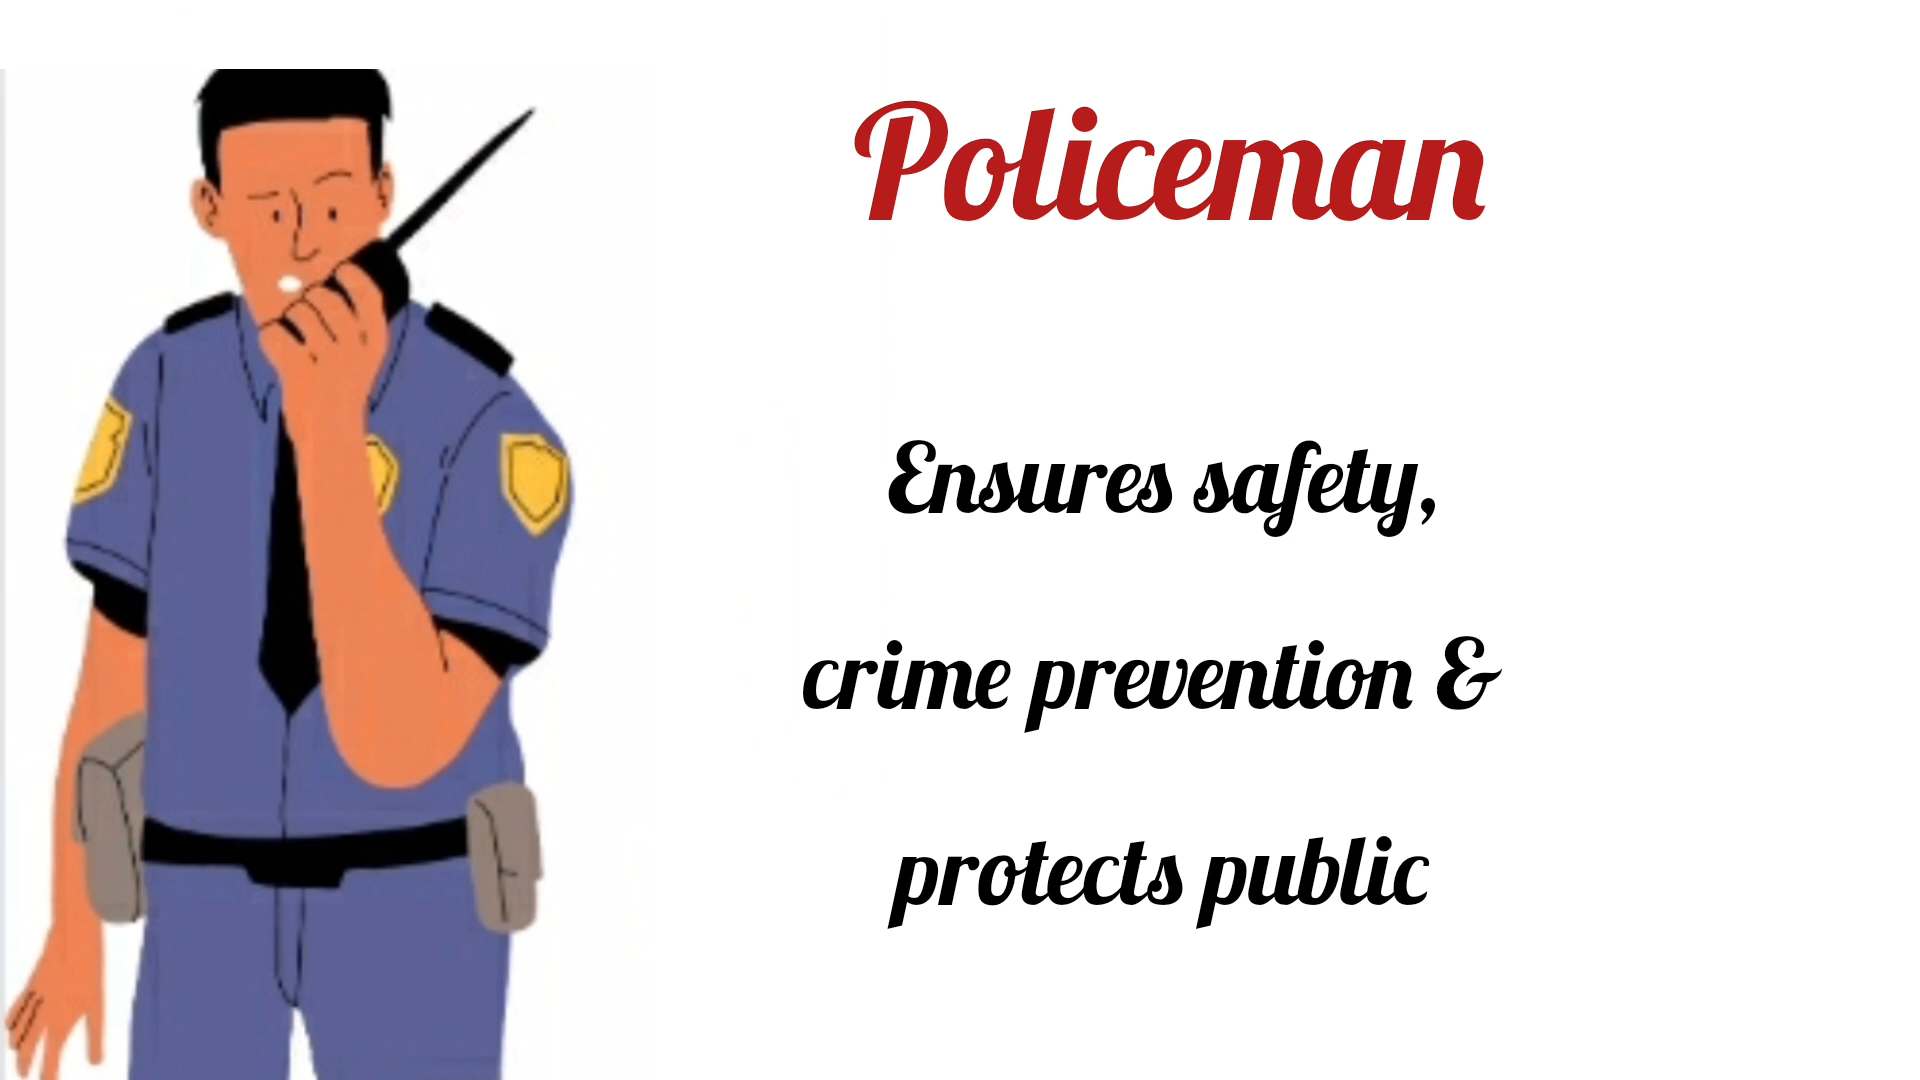 Policeman
Ensures safety,
crime prevention &
protects public